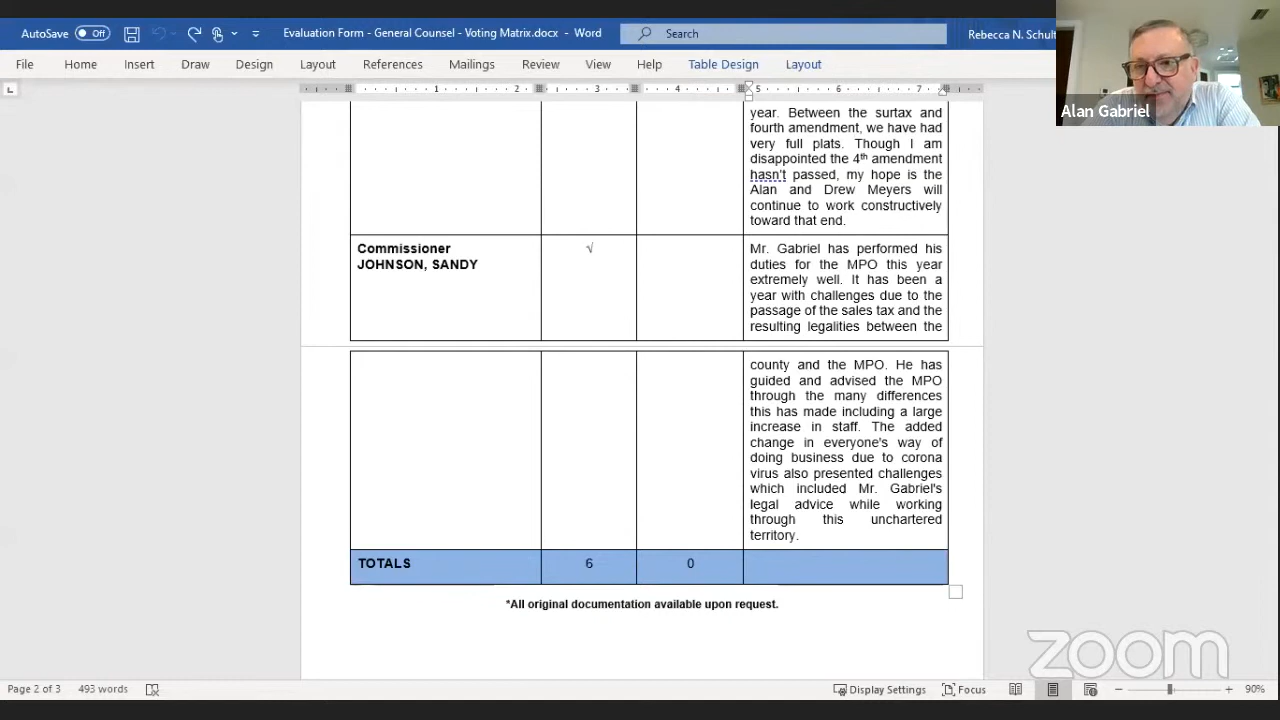 AutoSave Off Evaluation Form - General Counsel - Voting Matrix.docx - Word Search Rebecca N. Schult
File Home Insert Draw Design Layout References Mailings Review View Help Table Design Layout
Alan Gabriel
1 2 3 4 5 6 7
year. Between the surtax and
fourth amendment, we have had
very full plats. Though I am
disappointed the 4th amendment
hasn't passed, my hope is the
Alan and Drew Meyers will
continue to work constructively
toward that end.
Commissioner
JOHNSON, SANDY
√
Mr. Gabriel has performed his
duties for the MPO this year
extremely well. It has been a
year with challenges due to the
passage of the sales tax and the
resulting legalities between the
county and the MPO. He has
guided and advised the MPO
through the many differences
this has made including a large
increase in staff. The added
change in everyone's way of
doing business due to corona
virus also presented challenges
which included Mr. Gabriel's
legal advice while working
through this unchartered
territory.
TOTALS 6 0
*All original documentation available upon request.
zoom
Page 2 of 3 493 words Display Settings Focus 90%